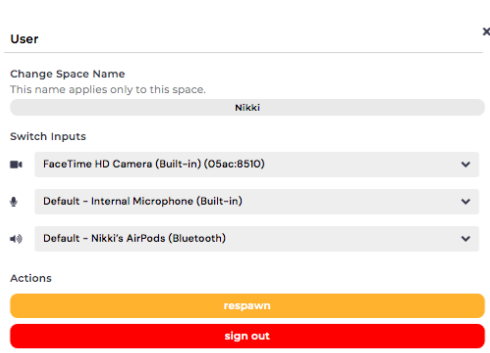 User
Change Space Name
This name applies only to this space.
Nikki
Switch Inputs
FaceTime HD Camera (Built-in) (05ac:8510)
Default - Internal Microphone (Built-in)
Default - Nikki's AirPods (Bluetooth)
Actions
respawn
sign out